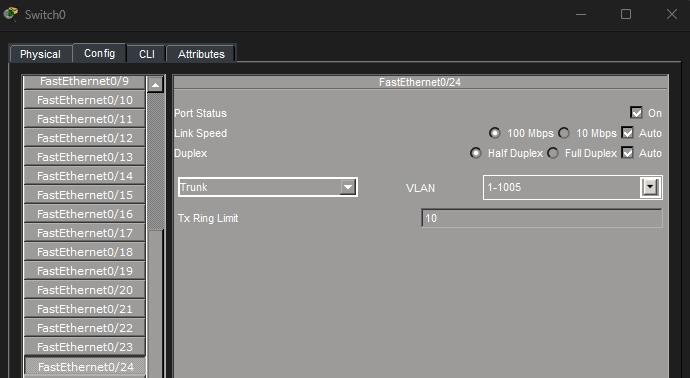 Switch0
Physical Config CLI Attributes
FastEthernet0/9
FastEthernet0/10
FastEthernet0/11
FastEthernet0/12
FastEthernet0/13
FastEthernet0/14
FastEthernet0/15
FastEthernet0/16
FastEthernet0/17
FastEthernet0/18
FastEthernet0/19
FastEthernet0/20
FastEthernet0/21
FastEthernet0/22
FastEthernet0/23
FastEthernet0/24
FastEthernet0/24
Port Status On
Link Speed 100 Mbps 10 Mbps Auto
Duplex Half Duplex Full Duplex Auto
Trunk VLAN 1-1005
Tx Ring Limit 10